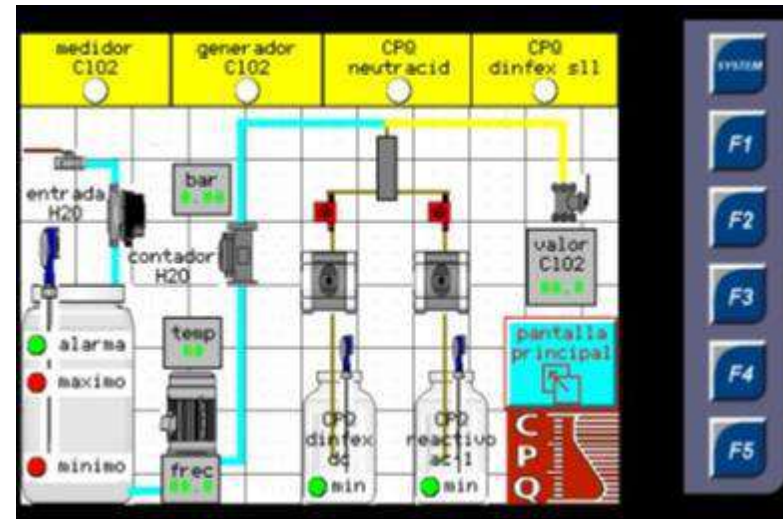 medidor
ClO2
generador
ClO2
CPQ
neutracid
CPQ
dinfex sll
SYSTEM
F1
F2
F3
F4
F5
entrada
H2O
bar
contador
H2O
valor
ClO2
temp
alarma
maximo
minimo
frec
pantalla
principal
CPQ
dinfex
dc
min
CPQ
reactivo
ac-1
min
C
P
Q